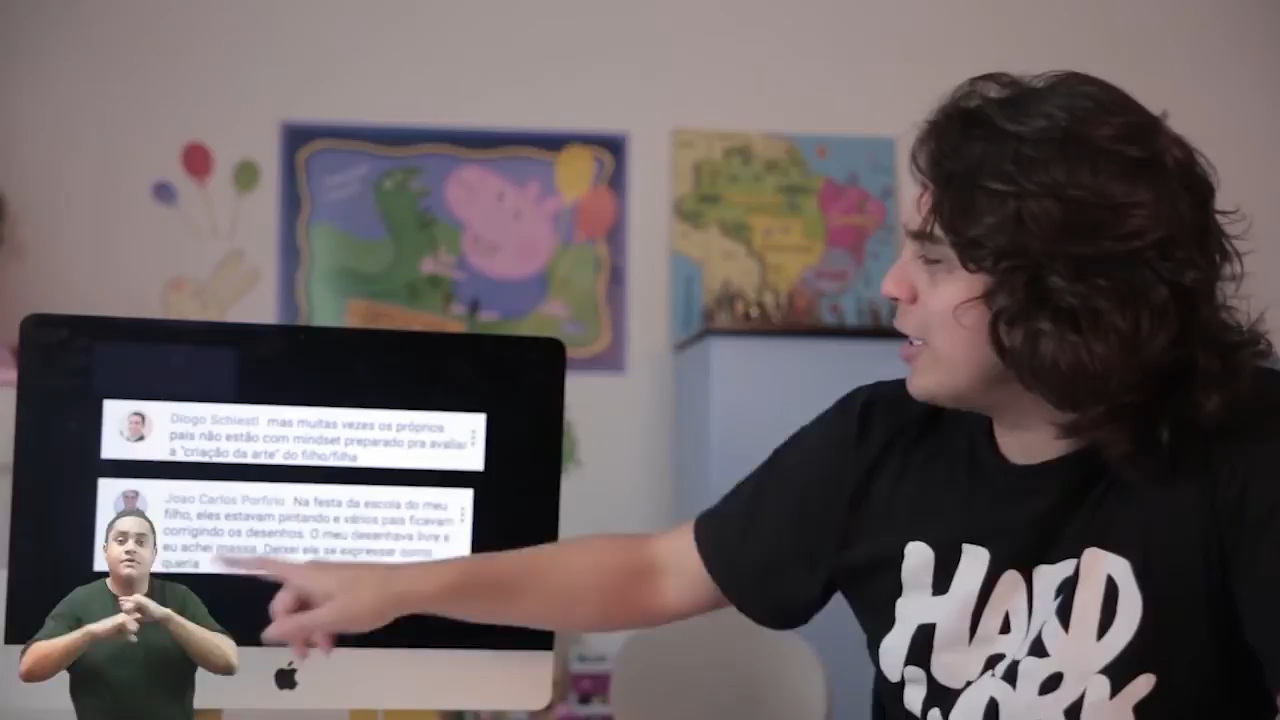 Diogo Schiestl mas muitas vezes os próprios
pais não estão com mindset preparado pra avaliar
a "criação da arte" do filho/filha
Joao Carlos Porfirio Na festa da escola do meu
filho, eles estavam pintando e vários pais ficavam
corrigindo os desenhos. O meu desenhava livre e
eu achei massa. Deixei ele se expressar como
queria
HARD
WORK